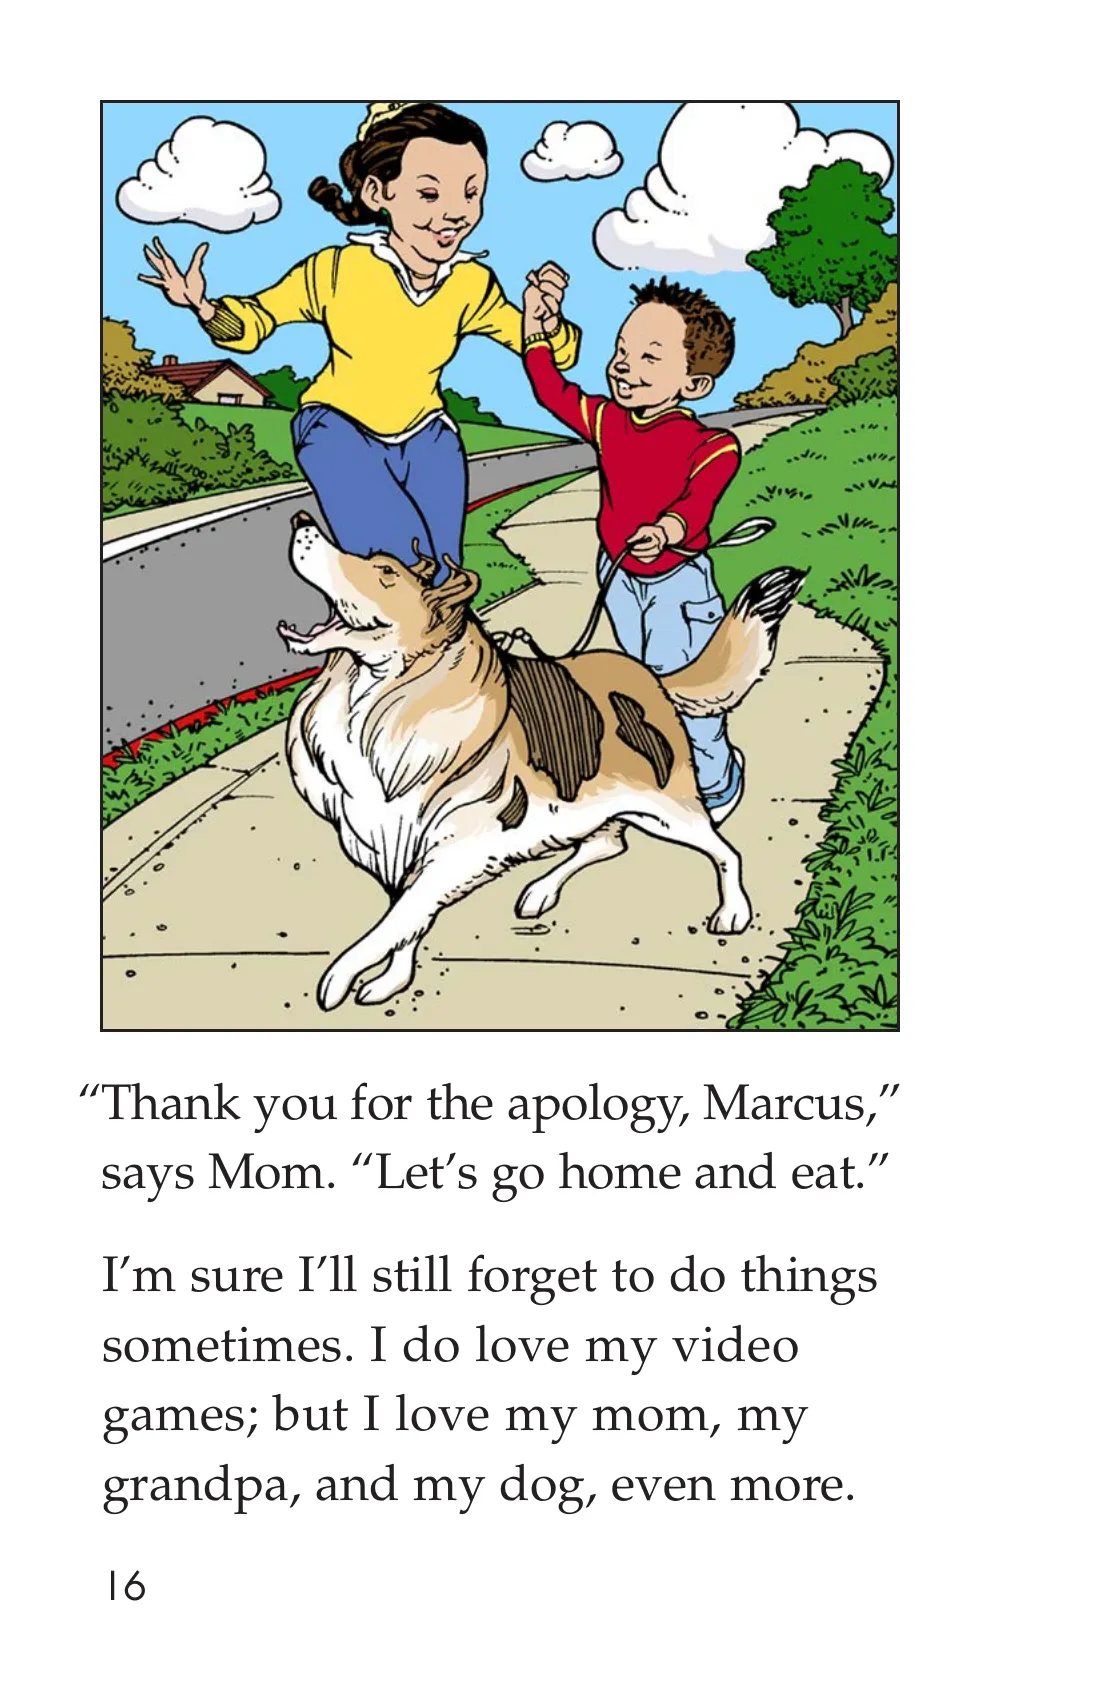 “Thank you for the apology, Marcus,”
says Mom. “Let’s go home and eat.”
I’m sure I’ll still forget to do things
sometimes. I do love my video
games; but I love my mom, my
grandpa, and my dog, even more.
16